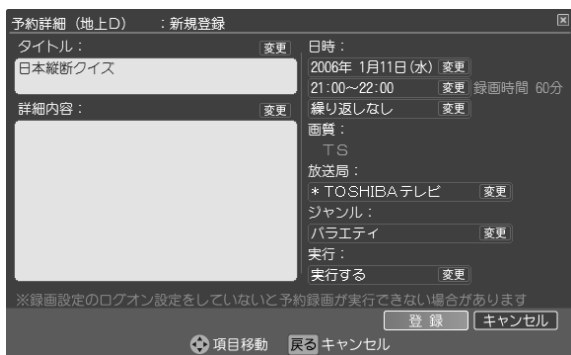 予約詳細（地上D）　：新規登録
タイトル：　変更
日本縦断クイズ
詳細内容：　変更
日時：
2006年 1月11日(水) 変更
21:00～22:00 変更 録画時間 60分
繰り返しなし 変更
画質：
TS
放送局：
＊TOSHIBAテレビ 変更
ジャンル：
バラエティ 変更
実行：
実行する 変更
※録画設定のログオン設定をしていないと予約録画が実行できない場合があります
登 録 キャンセル
項目移動 戻る キャンセル